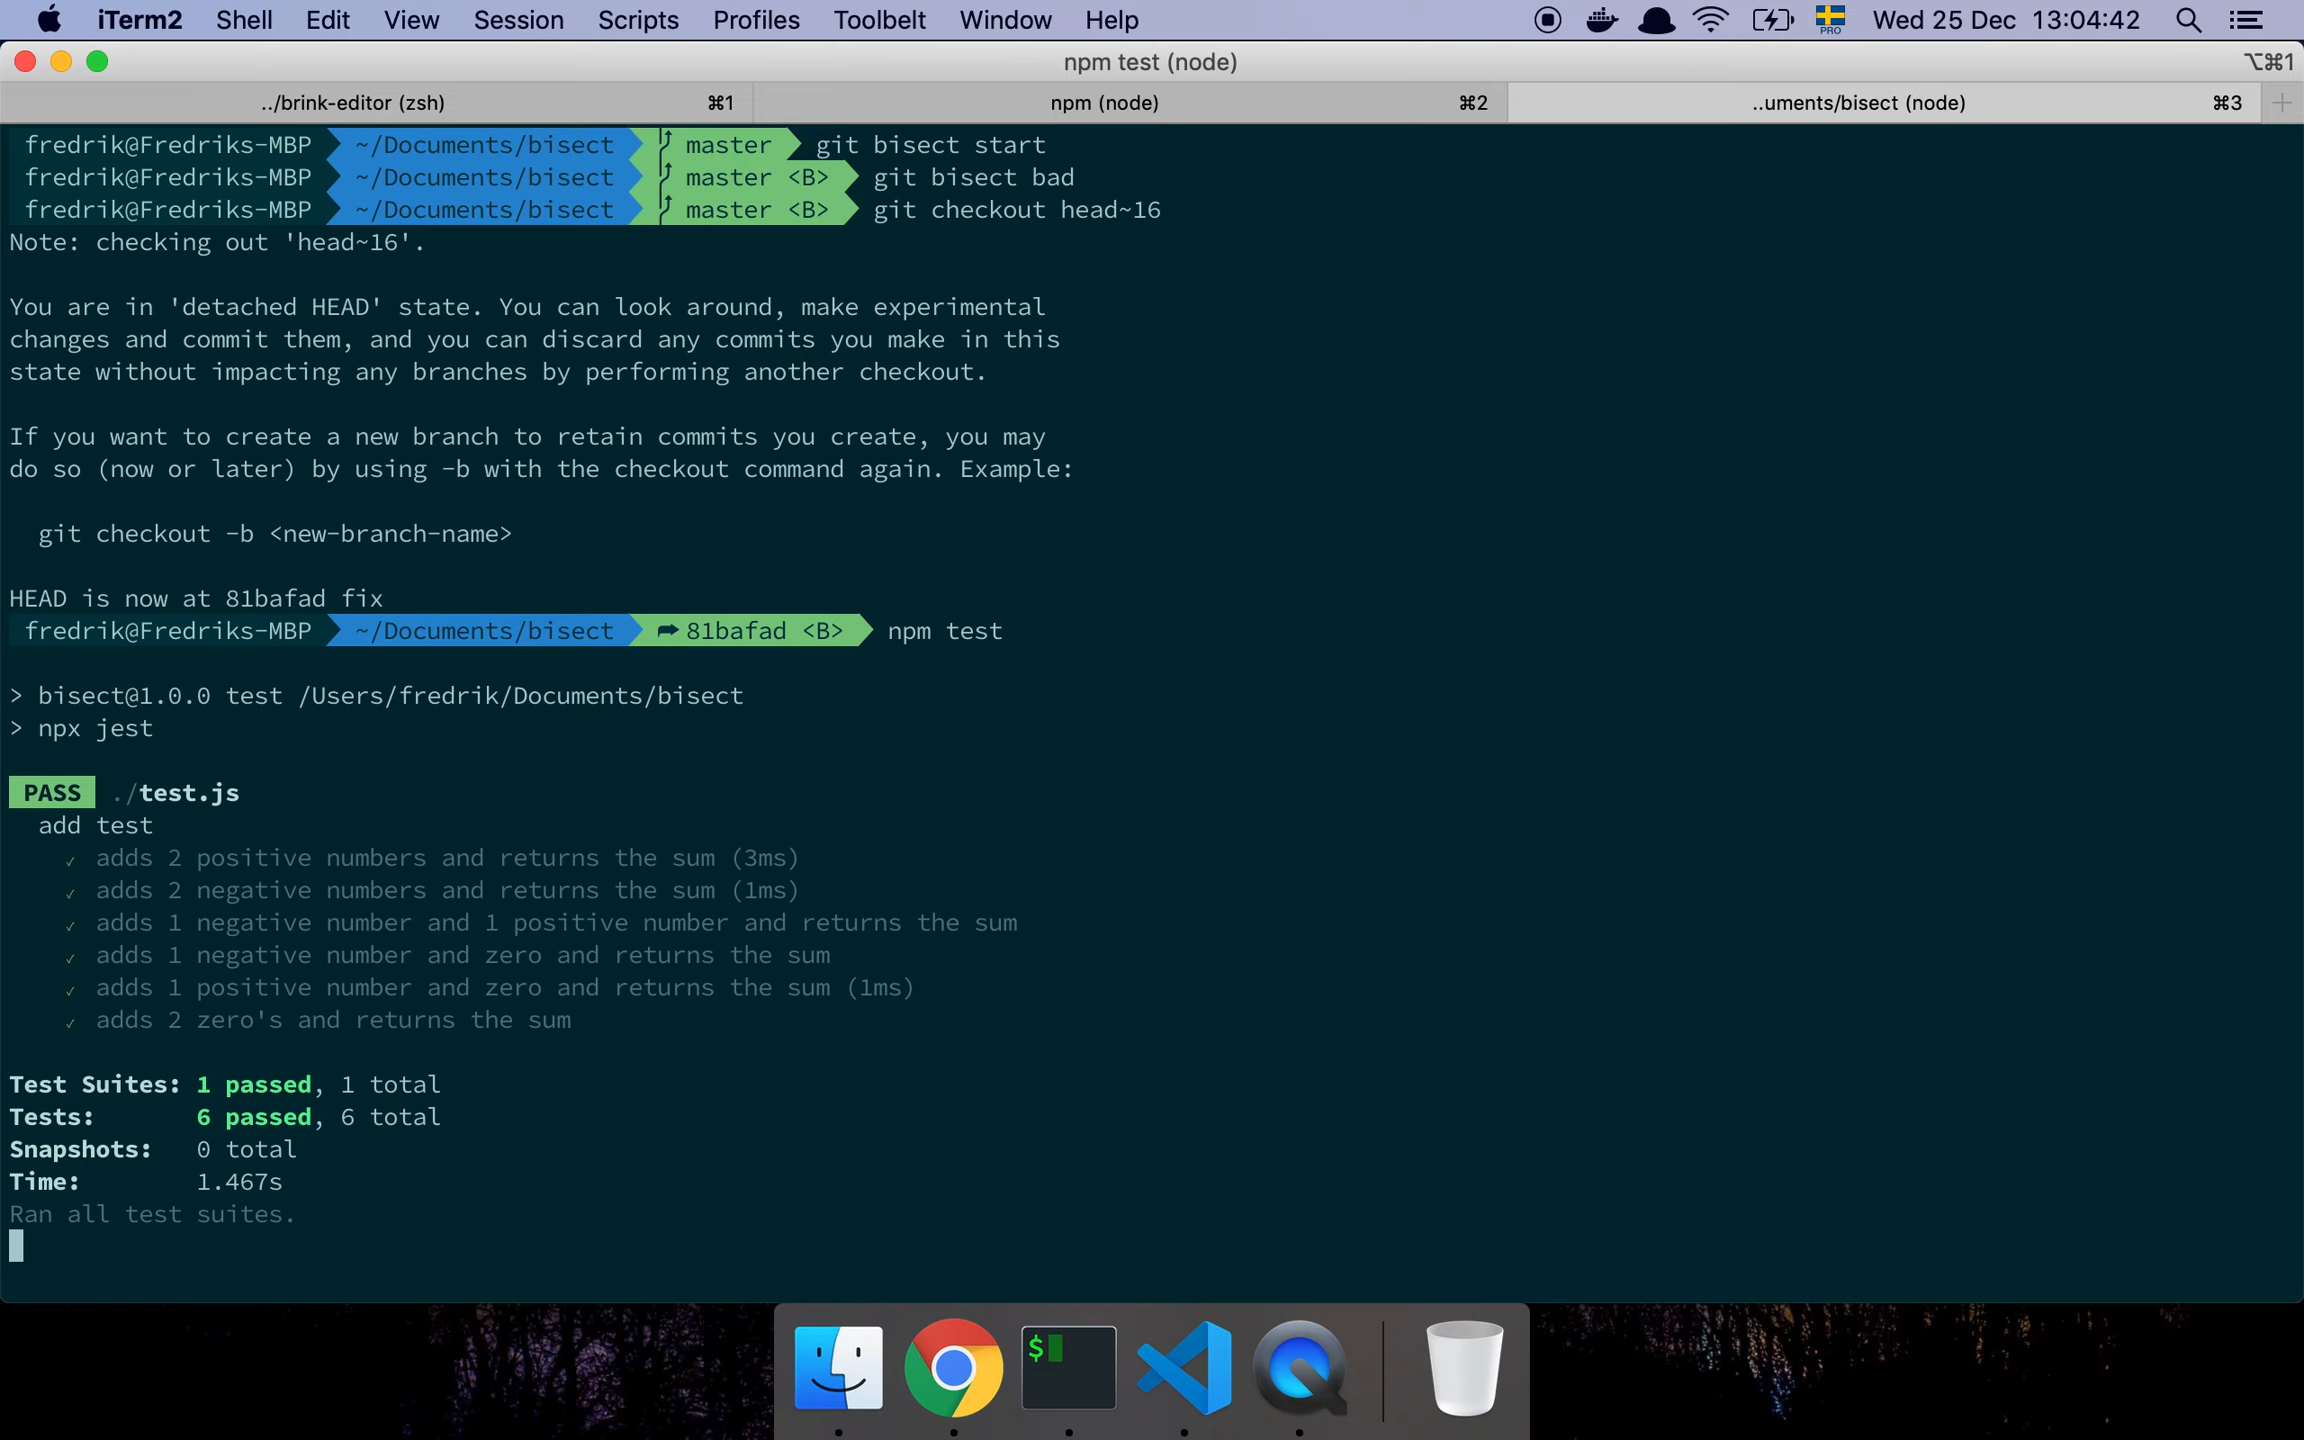 iTerm2 Shell Edit View Session Scripts Profiles Toolbelt Window Help PRO Wed 25 Dec 13:04:42
npm test (node) ⌥⌘1
../brink-editor (zsh) ⌘1 npm (node) ⌘2 ..uments/bisect (node) ⌘3
fredrik@Fredriks-MBP ~/Documents/bisect master git bisect start
fredrik@Fredriks-MBP ~/Documents/bisect master <B> git bisect bad
fredrik@Fredriks-MBP ~/Documents/bisect master <B> git checkout head~16
Note: checking out 'head~16'.
You are in 'detached HEAD' state. You can look around, make experimental
changes and commit them, and you can discard any commits you make in this
state without impacting any branches by performing another checkout.
If you want to create a new branch to retain commits you create, you may
do so (now or later) by using -b with the checkout command again. Example:
git checkout -b <new-branch-name>
HEAD is now at 81bafad fix
fredrik@Fredriks-MBP ~/Documents/bisect ➦ 81bafad <B> npm test
> bisect@1.0.0 test /Users/fredrik/Documents/bisect
> npx jest
PASS ./test.js
add test
✓ adds 2 positive numbers and returns the sum (3ms)
✓ adds 2 negative numbers and returns the sum (1ms)
✓ adds 1 negative number and 1 positive number and returns the sum
✓ adds 1 negative number and zero and returns the sum
✓ adds 1 positive number and zero and returns the sum (1ms)
✓ adds 2 zero's and returns the sum
Test Suites: 1 passed, 1 total
Tests: 6 passed, 6 total
Snapshots: 0 total
Time: 1.467s
Ran all test suites.
$